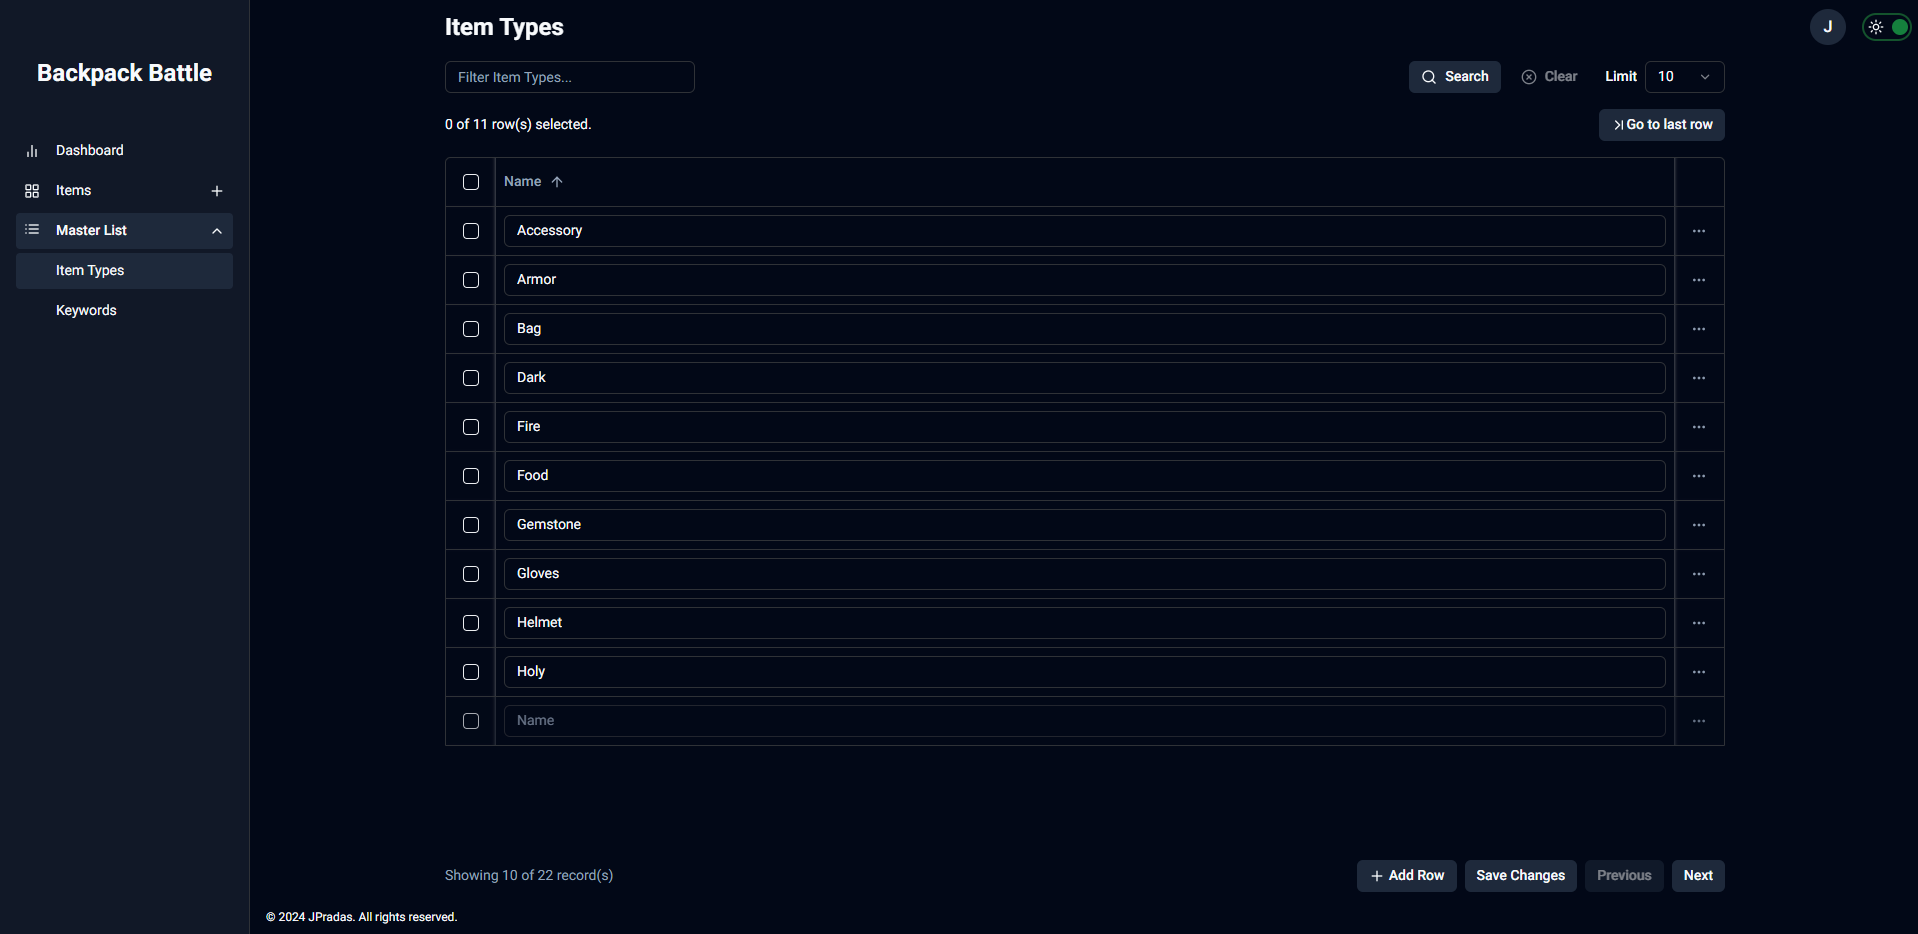 Backpack Battle
Dashboard
Items
Master List
Item Types
Keywords
Item Types
J
Filter Item Types...
Search
Clear
Limit
10
0 of 11 row(s) selected.
Go to last row
Name
Accessory
Armor
Bag
Dark
Fire
Food
Gemstone
Gloves
Helmet
Holy
Name
Showing 10 of 22 record(s)
Add Row
Save Changes
Previous
Next
© 2024 JPradas. All rights reserved.